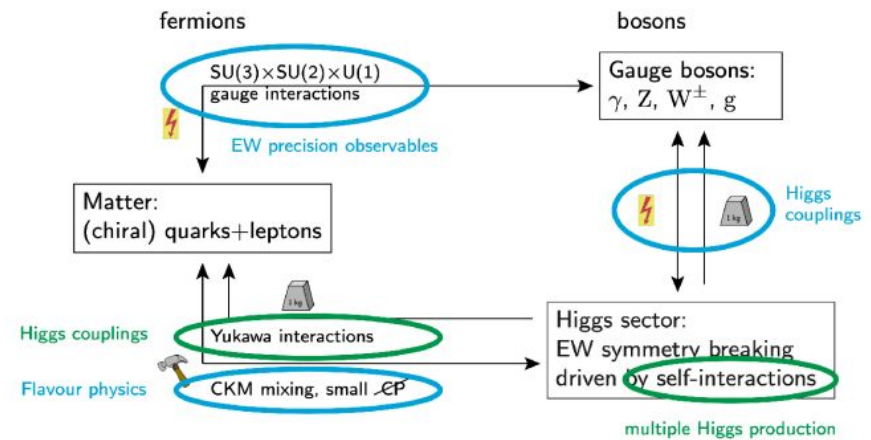 fermions
bosons
SU(3)×SU(2)×U(1)
gauge interactions
EW precision observables
Gauge bosons:
γ, Z, W±, g
Matter:
(chiral) quarks+leptons
Higgs
couplings
1 kg
1 kg
Higgs couplings
Yukawa interactions
Higgs sector:
EW symmetry breaking
driven by self-interactions
Flavour physics
CKM mixing, small CP
multiple Higgs production